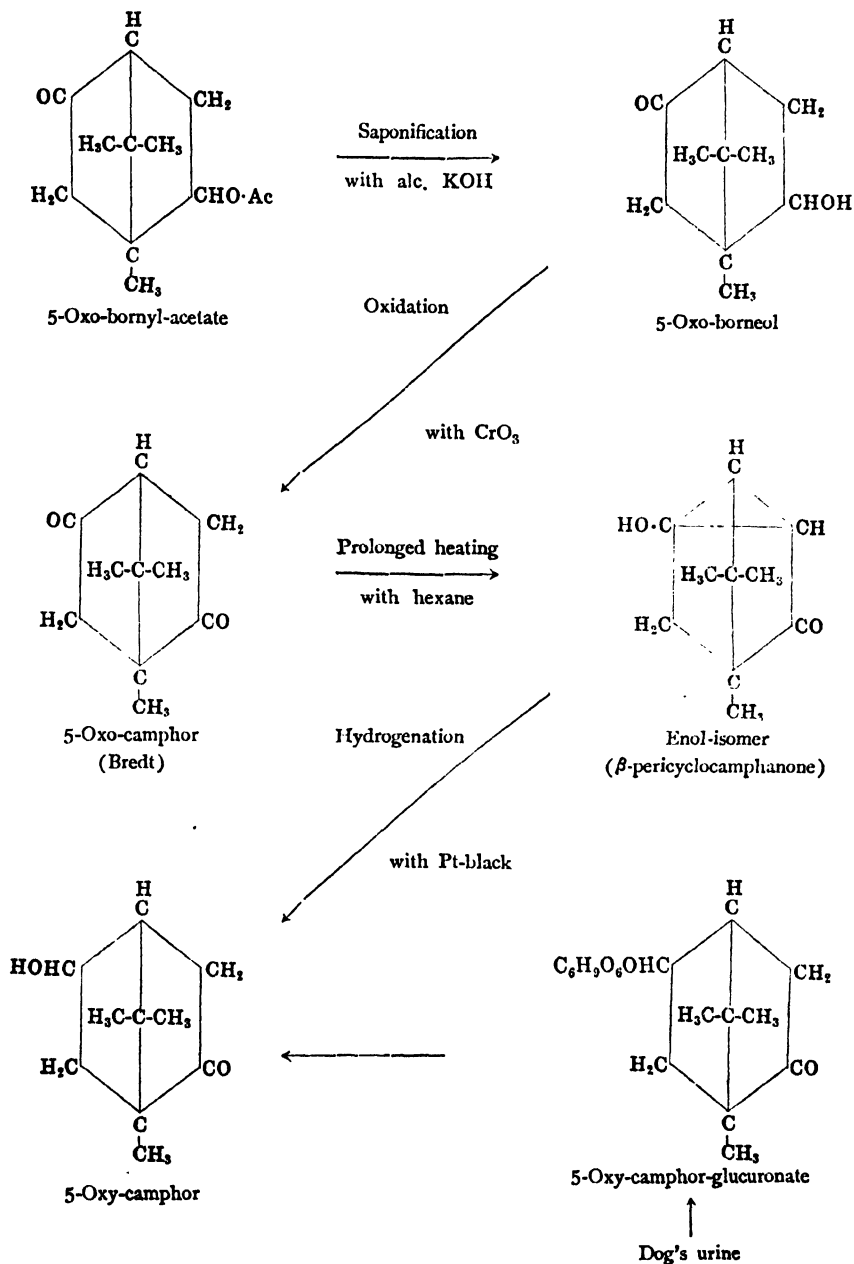 H H
C C
OC CH₂ OC CH₂
Saponification
H₃C-C-CH₃ H₃C-C-CH₃
with alc. KOH
H₂C CHO·Ac H₂C CHOH
C C
CH₃ CH₃
5-Oxo-bornyl-acetate Oxidation 5-Oxo-borneol
with CrO₃
H H
C C
OC CH₂ HO·C CH
Prolonged heating
H₃C-C-CH₃ H₃C-C-CH₃
with hexane
H₂C CO H₂C CO
C C
CH₃ CH₃
5-Oxo-camphor Hydrogenation Enol-isomer
(Bredt) (β-pericyclocamphanone)
with Pt-black
H H
C C
HOHC CH₂ C₆H₉O₆OHC CH₂
H₃C-C-CH₃ H₃C-C-CH₃
H₂C CO H₂C CO
C C
CH₃ CH₃
5-Oxy-camphor 5-Oxy-camphor-glucuronate
Dog's urine